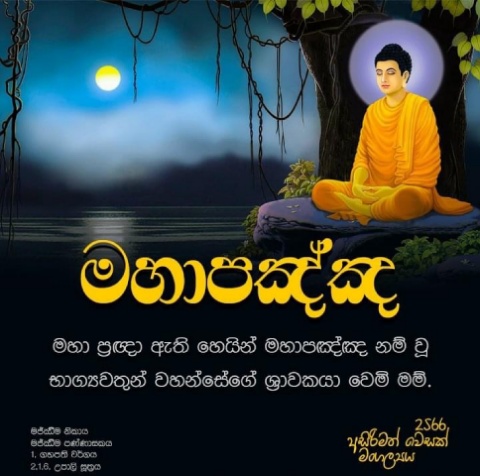 මහාපඤ්ඤ
මහා ප්‍රඥා ඇති හෙයින් මහාපඤ්ඤ නම් වූ
භාග්‍යවතුන් වහන්සේගේ ශ්‍රාවකයා වෙමි මම්.
මජ්ඣිම නිකාය
මජ්ඣිම පණ්ණාසකය
1. ගහපති වර්ගය
2.1.6. උපාලි සූත්‍රය
2566
අසිරිමත් වෙසක්
මංගල්‍යය